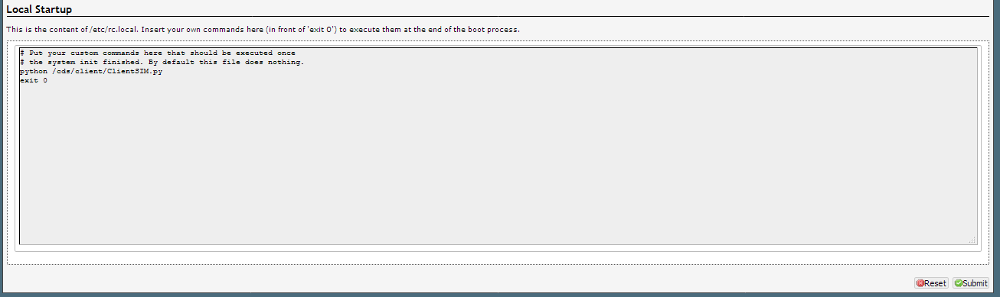 Local Startup
This is the content of /etc/rc.local. Insert your own commands here (in front of 'exit 0') to execute them at the end of the boot process.
# Put your custom commands here that should be executed once
# the system init finished. By default this file does nothing.
python /cds/client/ClientSIM.py
exit 0
Reset Submit